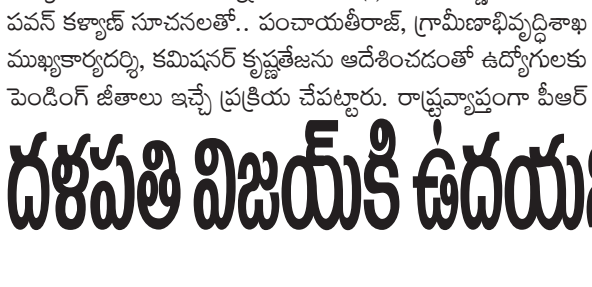 పవన్ కళ్యాణ్ సూచనలతో.. పంచాయతీరాజ్, గ్రామీణాభివృద్ధిశాఖ
ముఖ్యకార్యదర్శి, కమిషనర్ కృష్ణతేజను ఆదేశించడంతో ఉద్యోగులకు
పెండింగ్ జీతాలు ఇచ్చే ప్రక్రియ చేపట్టారు. రాష్ట్రవ్యాప్తంగా పీఆర్
దళపతి విజయ్‌కి